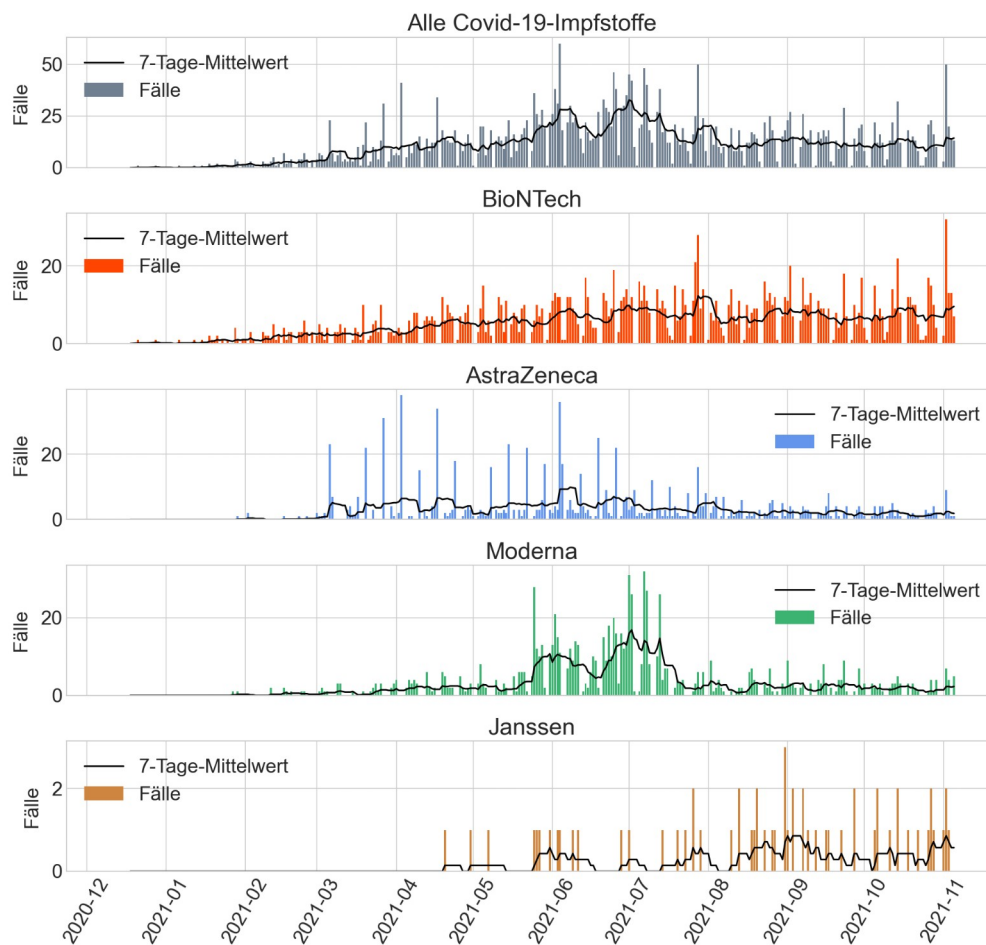 Alle Covid-19-Impfstoffe
Fälle
50
25
0
7-Tage-Mittelwert
Fälle
BioNTech
Fälle
20
0
7-Tage-Mittelwert
Fälle
AstraZeneca
Fälle
20
0
7-Tage-Mittelwert
Fälle
Moderna
Fälle
20
0
7-Tage-Mittelwert
Fälle
Janssen
Fälle
2
0
7-Tage-Mittelwert
Fälle
2020-12
2021-01
2021-02
2021-03
2021-04
2021-05
2021-06
2021-07
2021-08
2021-09
2021-10
2021-11